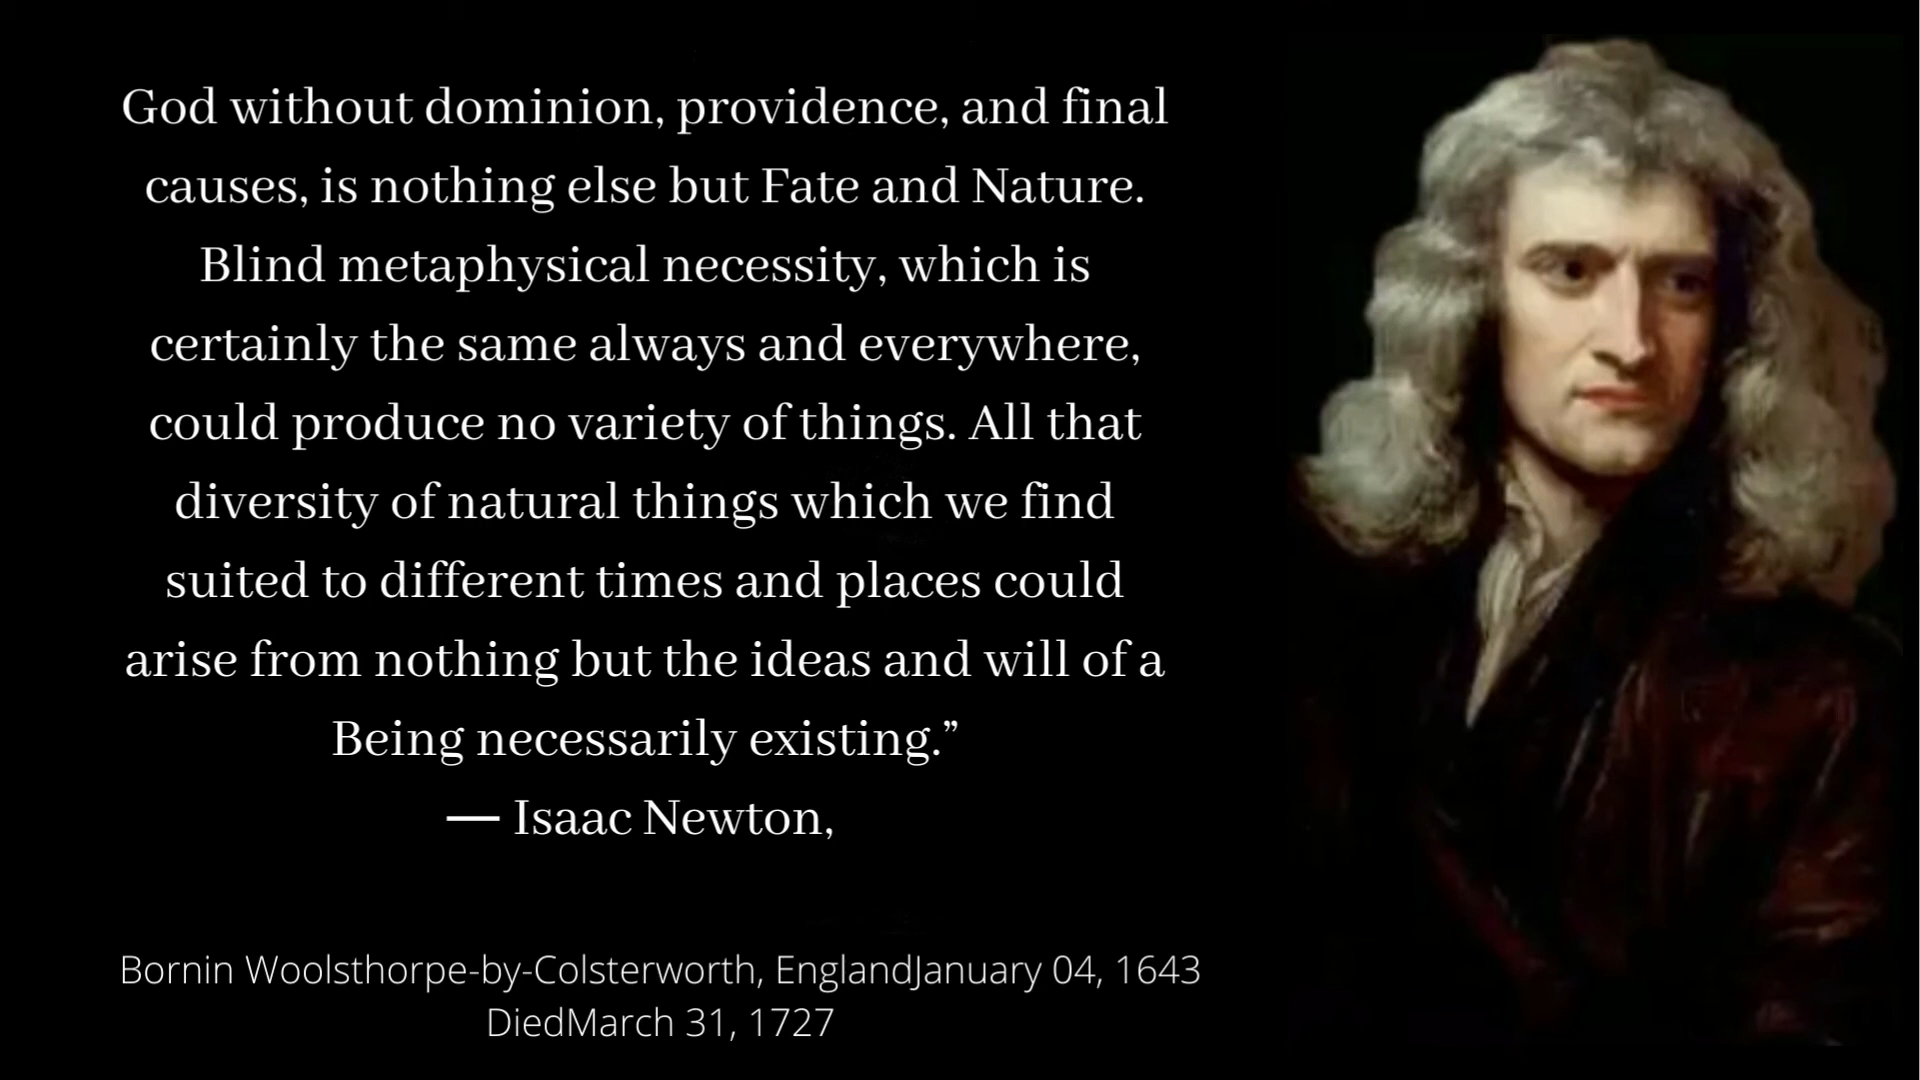 God without dominion, providence, and final
causes, is nothing else but Fate and Nature.
Blind metaphysical necessity, which is
certainly the same always and everywhere,
could produce no variety of things. All that
diversity of natural things which we find
suited to different times and places could
arise from nothing but the ideas and will of a
Being necessarily existing.”
— Isaac Newton,
Bornin Woolsthorpe-by-Colsterworth, EnglandJanuary 04, 1643
DiedMarch 31, 1727